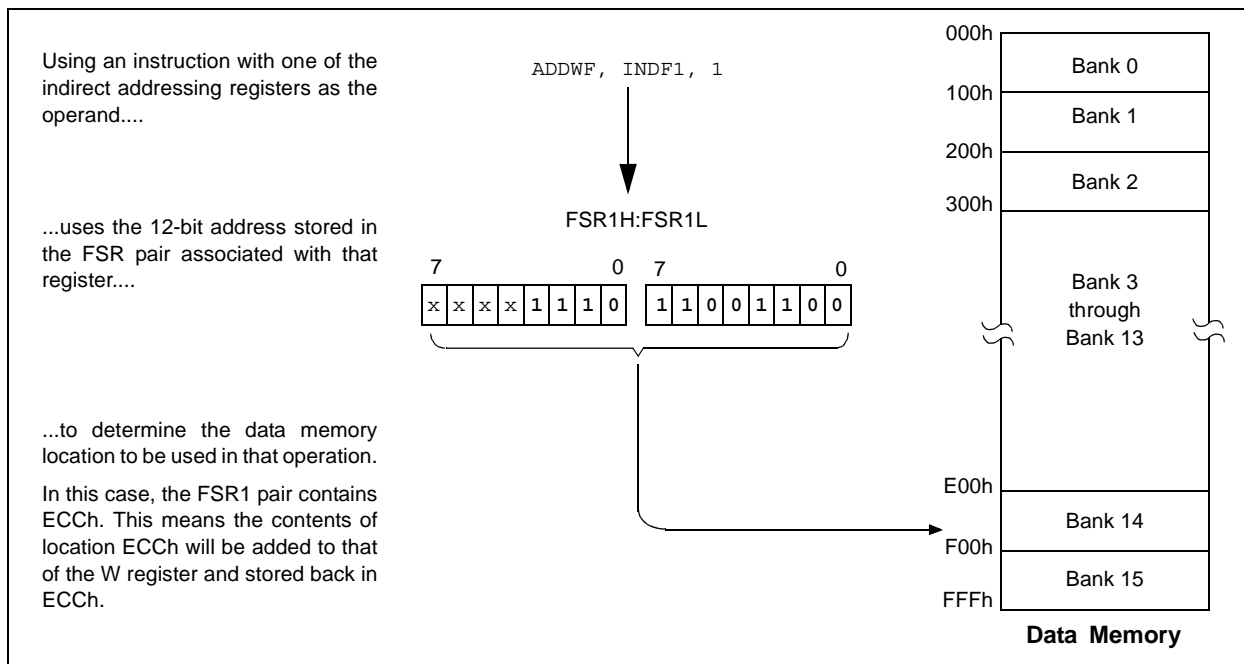 Using an instruction with one of the
indirect addressing registers as the
operand....
ADDWF, INDF1, 1
...uses the 12-bit address stored in
the FSR pair associated with that
register....
FSR1H:FSR1L
7 0 7 0
x x x x 1 1 1 0 1 1 0 0 1 1 0 0
...to determine the data memory
location to be used in that operation.
In this case, the FSR1 pair contains
ECCh. This means the contents of
location ECCh will be added to that
of the W register and stored back in
ECCh.
000h
Bank 0
100h
Bank 1
200h
Bank 2
300h
Bank 3
through
Bank 13
E00h
Bank 14
F00h
Bank 15
FFFh
Data Memory